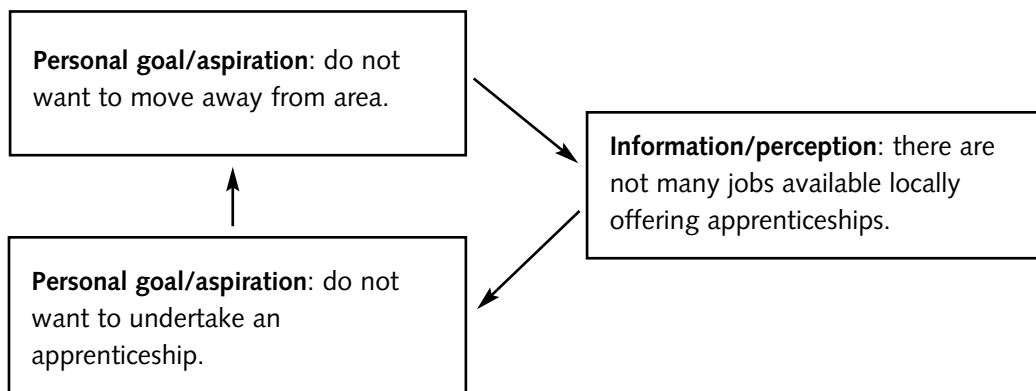 Personal goal/aspiration: do not
want to move away from area.
Information/perception: there are
not many jobs available locally
offering apprenticeships.
Personal goal/aspiration: do not
want to undertake an
apprenticeship.